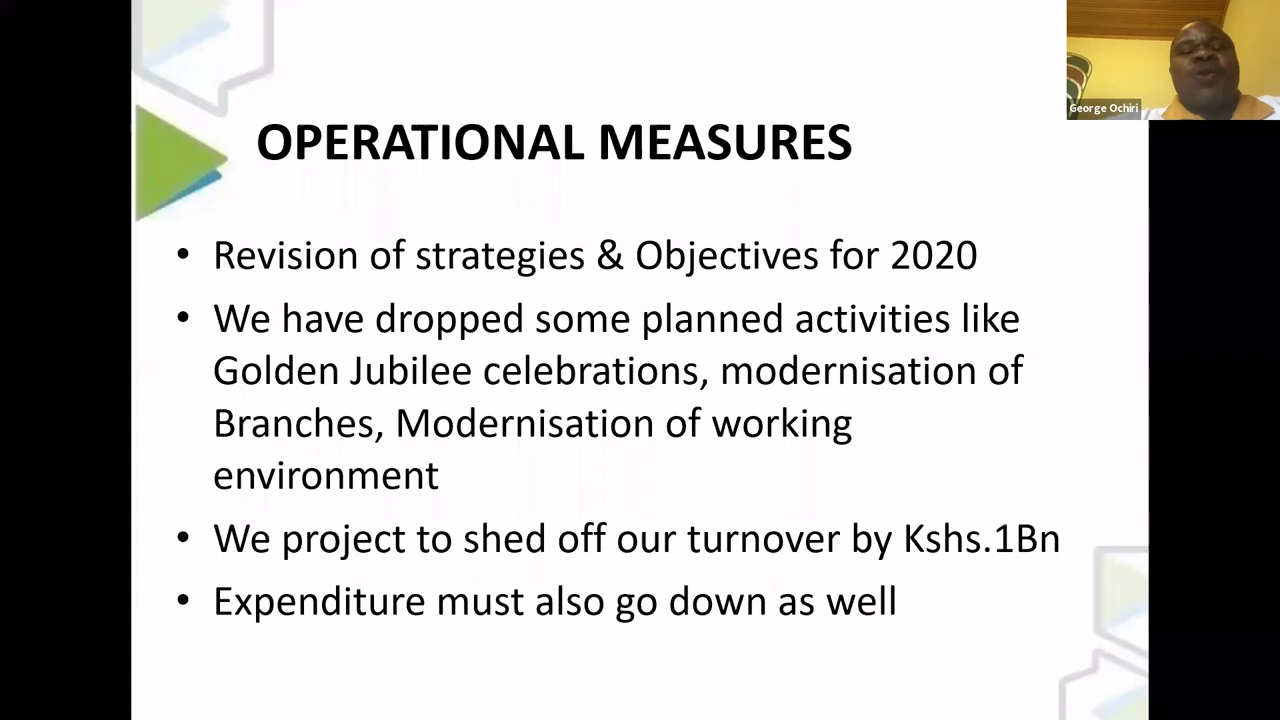 George Ochiri
OPERATIONAL MEASURES
• Revision of strategies & Objectives for 2020
• We have dropped some planned activities like
Golden Jubilee celebrations, modernisation of
Branches, Modernisation of working
environment
• We project to shed off our turnover by Kshs.1Bn
• Expenditure must also go down as well